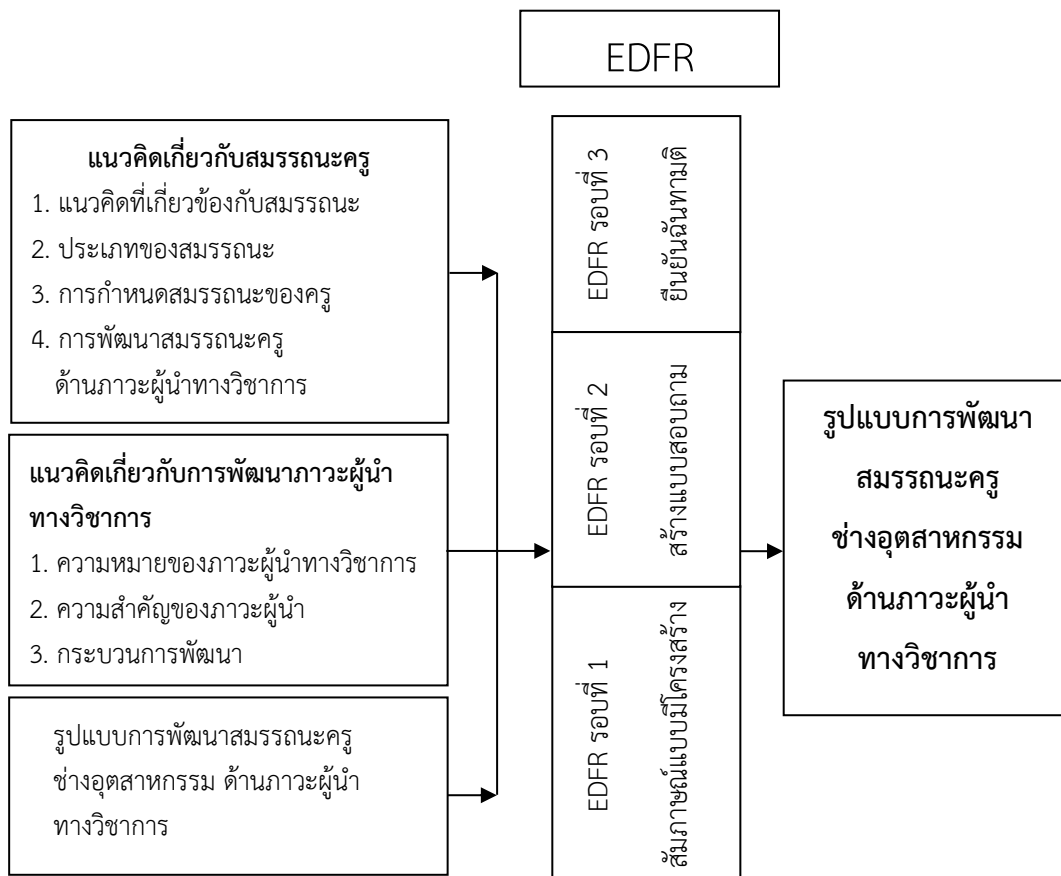 EDFR
แนวคิดเกี่ยวกับสมรรถนะครู
1. แนวคิดที่เกี่ยวข้องกับสมรรถนะ
2. ประเภทของสมรรถนะ
3. การกำหนดสมรรถนะของครู
4. การพัฒนาสมรรถนะครู
ด้านภาวะผู้นำทางวิชาการ
แนวคิดเกี่ยวกับการพัฒนาภาวะผู้นำ
ทางวิชาการ
1. ความหมายของภาวะผู้นำทางวิชาการ
2. ความสำคัญของภาวะผู้นำ
3. กระบวนการพัฒนา
รูปแบบการพัฒนาสมรรถนะครู
ช่างอุตสาหกรรม ด้านภาวะผู้นำ
ทางวิชาการ
EDFR รอบที่ 3
ยืนยันฉันทามติ
EDFR รอบที่ 2
สร้างแบบสอบถาม
EDFR รอบที่ 1
สัมภาษณ์แบบมีโครงสร้าง
รูปแบบการพัฒนา
สมรรถนะครู
ช่างอุตสาหกรรม
ด้านภาวะผู้นำ
ทางวิชาการ